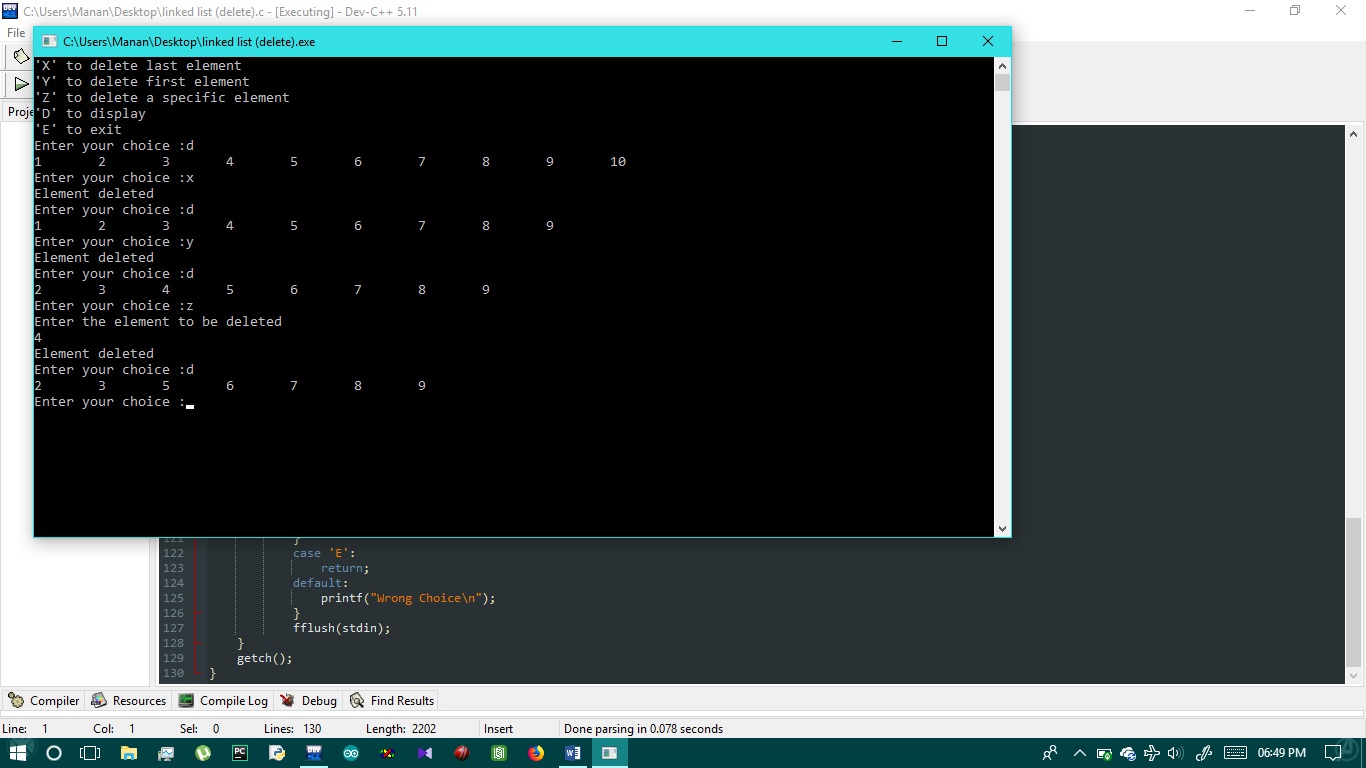 C:\Users\Manan\Desktop\linked list (delete).c - [Executing] - Dev-C++ 5.11
File
C:\Users\Manan\Desktop\linked list (delete).exe
Proje
'X' to delete last element
'Y' to delete first element
'Z' to delete a specific element
'D' to display
'E' to exit
Enter your choice :d
1 2 3 4 5 6 7 8 9 10
Enter your choice :x
Element deleted
Enter your choice :d
1 2 3 4 5 6 7 8 9
Enter your choice :y
Element deleted
Enter your choice :d
2 3 4 5 6 7 8 9
Enter your choice :z
Enter the element to be deleted
4
Element deleted
Enter your choice :d
2 3 5 6 7 8 9
Enter your choice :
121 }
122 case 'E':
123 return;
124 default:
125 printf("Wrong Choice\n");
126 }
127 fflush(stdin);
128 }
129 getch();
130 }
Compiler Resources Compile Log Debug Find Results
Line: 1 Col: 1 Sel: 0 Lines: 130 Length: 2202 Insert Done parsing in 0.078 seconds
06:49 PM